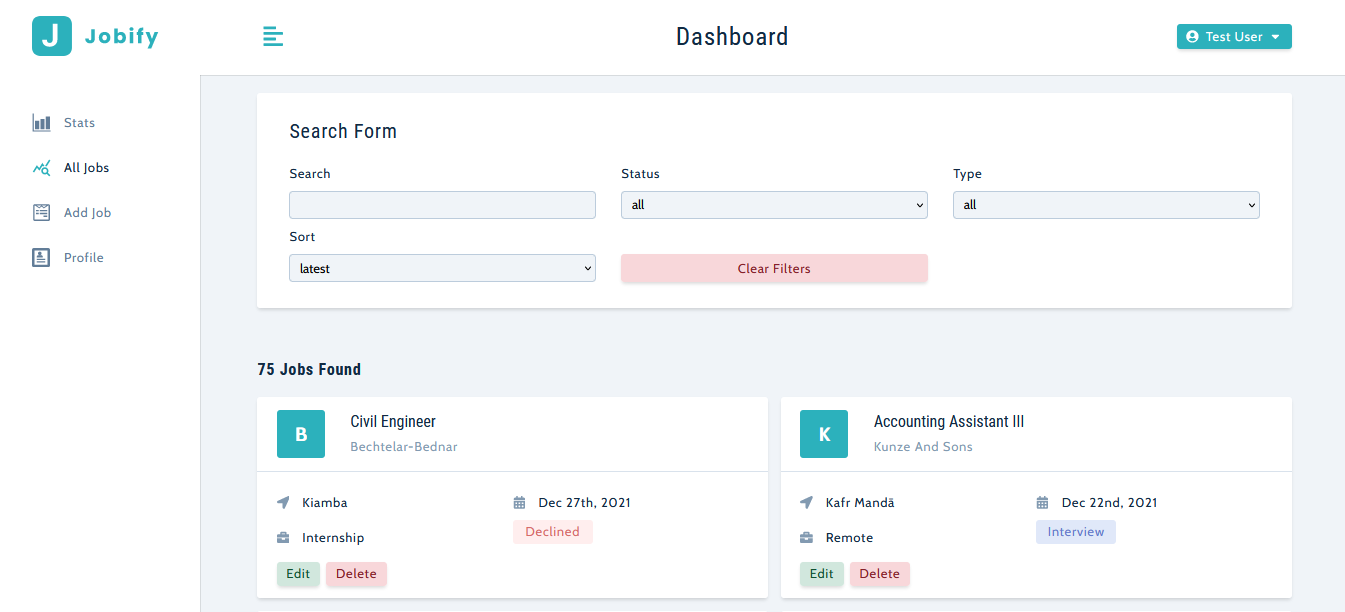 J Jobify
Dashboard
Test User
Stats
All Jobs
Add Job
Profile
Search Form
Search
Status
Type
all
all
Sort
latest
Clear Filters
75 Jobs Found
B
Civil Engineer
Bechtelar-Bednar
Kiamba
Dec 27th, 2021
Internship
Declined
Edit Delete
K
Accounting Assistant III
Kunze And Sons
Kafr Mandā
Dec 22nd, 2021
Remote
Interview
Edit Delete